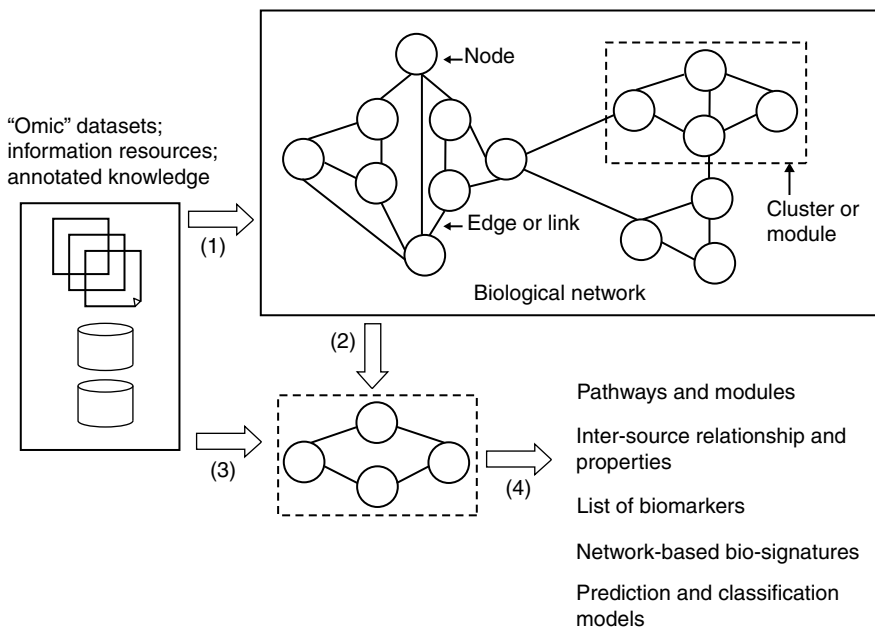 “Omic” datasets;
information resources;
annotated knowledge
(1)
Node
Edge or link
Cluster or
module
Biological network
(2)
(3)
(4)
Pathways and modules
Inter-source relationship and
properties
List of biomarkers
Network-based bio-signatures
Prediction and classification
models